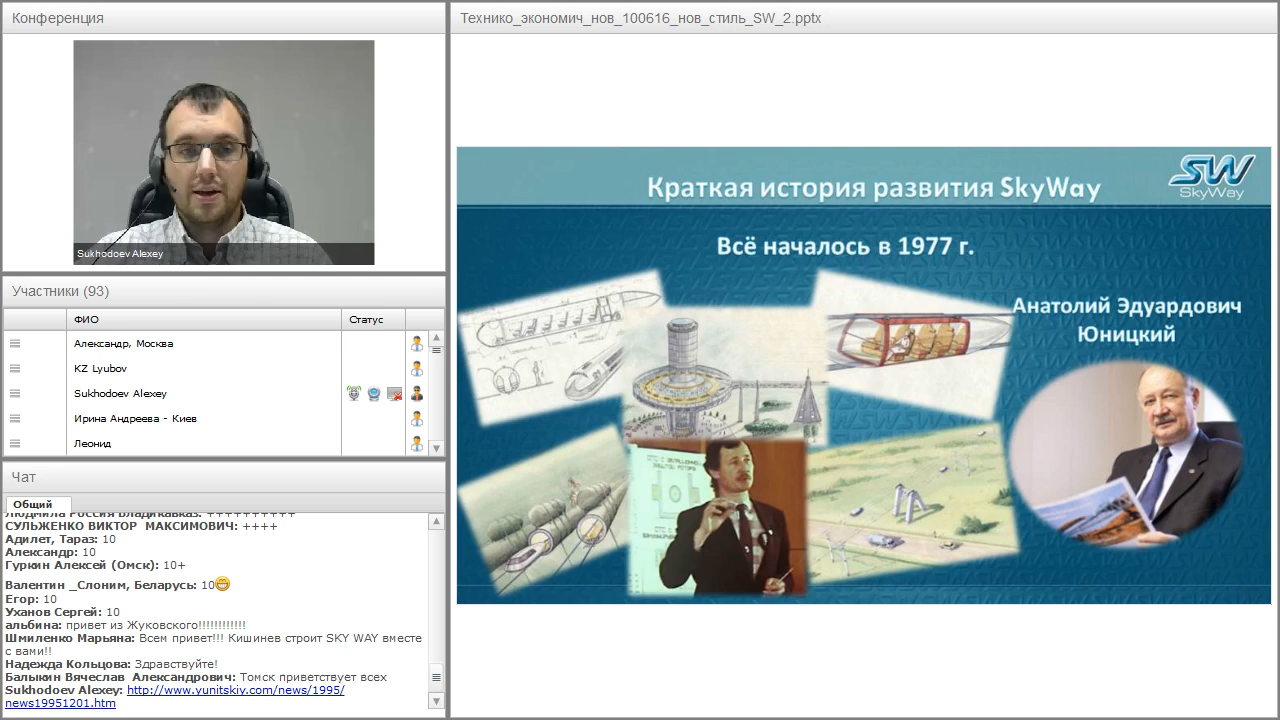 Конференция
Sukhodoev Alexey
Участники (93)
ФИО
Статус
Александр, Москва
KZ Lyubov
Sukhodoev Alexey
Ирина Андреева - Киев
Леонид
Чат
Общий
Людмила Россия Владикавказ: ++++++++++
СУЛЬЖЕНКО ВИКТОР МАКСИМОВИЧ: ++++
Адилет, Тараз: 10
Александр: 10
Гуркин Алексей (Омск): 10+
Валентин _Слоним, Беларусь: 10
Егор: 10
Уханов Сергей: 10
альбина: привет из Жуковского!!!!!!!!!!!!
Шмиленко Марьяна: Всем привет!!! Кишинев строит SKY WAY вместе
с вами!!
Надежда Кольцова: Здравствуйте!
Балыкин Вячеслав Александрович: Томск приветствует всех
Sukhodoev Alexey: http://www.yunitskiy.com/news/1995/
news19951201.htm
Технико_экономич_нов_100616_нов_стиль_SW_2.pptx
Краткая история развития SkyWay
SW
SkyWay
Всё началось в 1977 г.
Анатолий Эдуардович
Юницкий